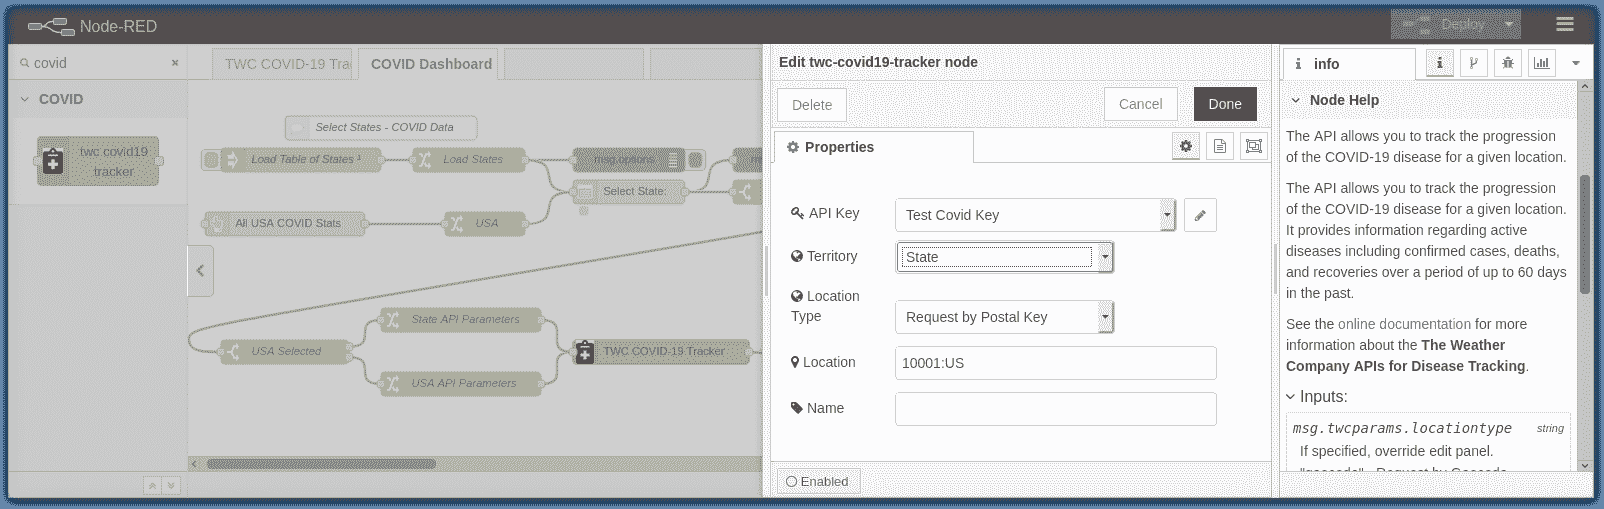 Node-RED
Deploy
covid
×
COVID
twc covid19
tracker
TWC COVID-19 Tra
COVID Dashboard
Select States - COVID Data
Load Table of States ¹
Load States
msg.options
Select State:
All USA COVID Stats
USA
USA Selected
State API Parameters
USA API Parameters
TWC COVID-19 Tracker
Edit twc-covid19-tracker node
Delete
Cancel
Done
Properties
API Key
Test Covid Key
Territory
State
Location
Type
Request by Postal Key
Location
10001:US
Name
Enabled
i info
i
Node Help
The API allows you to track the progression
of the COVID-19 disease for a given location.
The API allows you to track the progression
of the COVID-19 disease for a given location.
It provides information regarding active
diseases including confirmed cases, deaths,
and recoveries over a period of up to 60 days
in the past.
See the online documentation for more
information about the The Weather
Company APIs for Disease Tracking.
Inputs:
msg.twcparams.locationtype string
If specified, override edit panel.
"geocode" - Request by Geocode